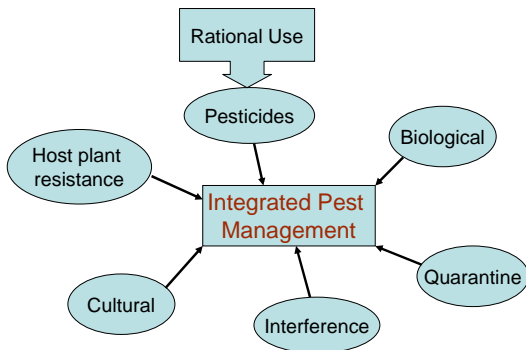 Rational Use
Pesticides
Biological
Host plant
resistance
Integrated Pest
Management
Quarantine
Cultural
Interference